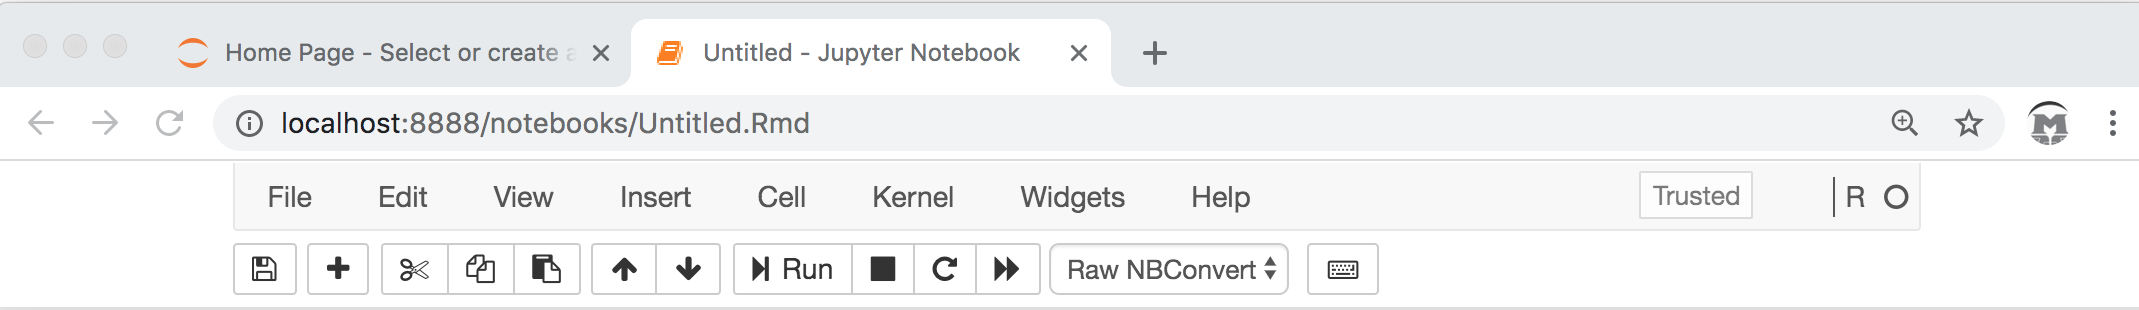 Home Page - Select or create a Untitled - Jupyter Notebook
localhost:8888/notebooks/Untitled.Rmd
File Edit View Insert Cell Kernel Widgets Help Trusted R
Run Raw NBConvert